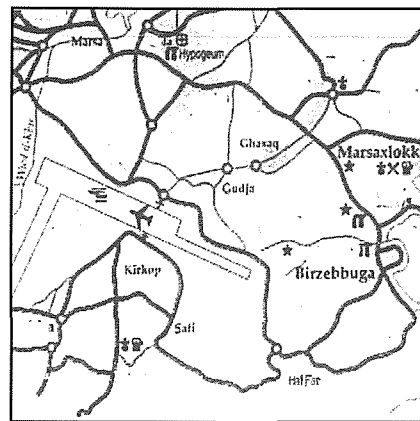 Marsa
Hypogeum
Ghaxaq
Marsaxlokk
Gudja
Birzebbuga
Kirkop
Safi
Hal Far